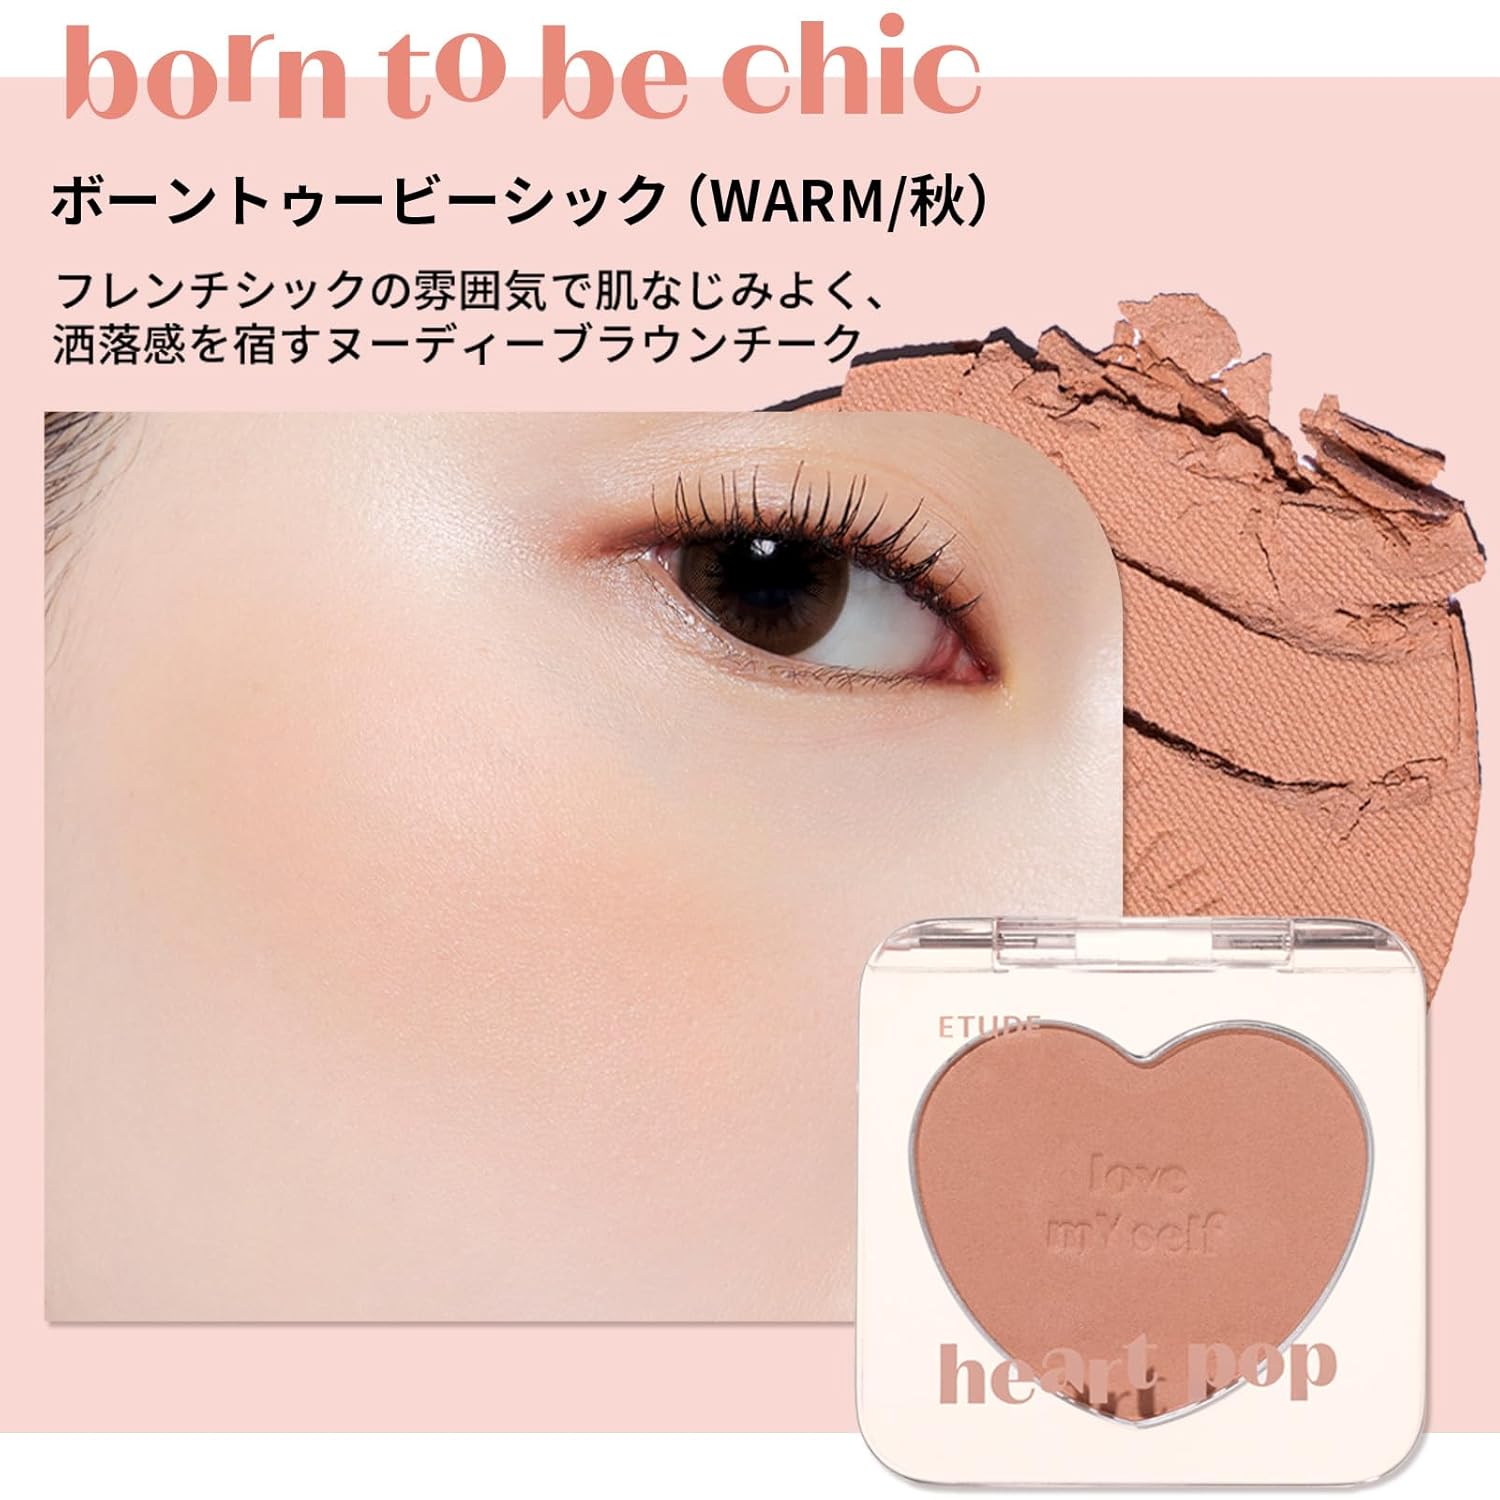 born to be chic
ボーントゥービーシック（WARM/秋）
フレンチシックの雰囲気で肌なじみよく、
洒落感を宿すヌーディーブラウンチーク
ETUDE
love
myself
heart pop